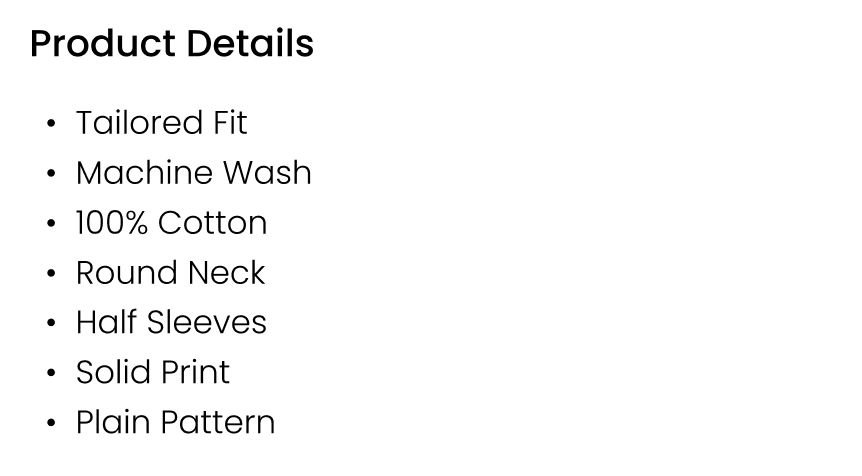 Product Details
• Tailored Fit
• Machine Wash
• 100% Cotton
• Round Neck
• Half Sleeves
• Solid Print
• Plain Pattern